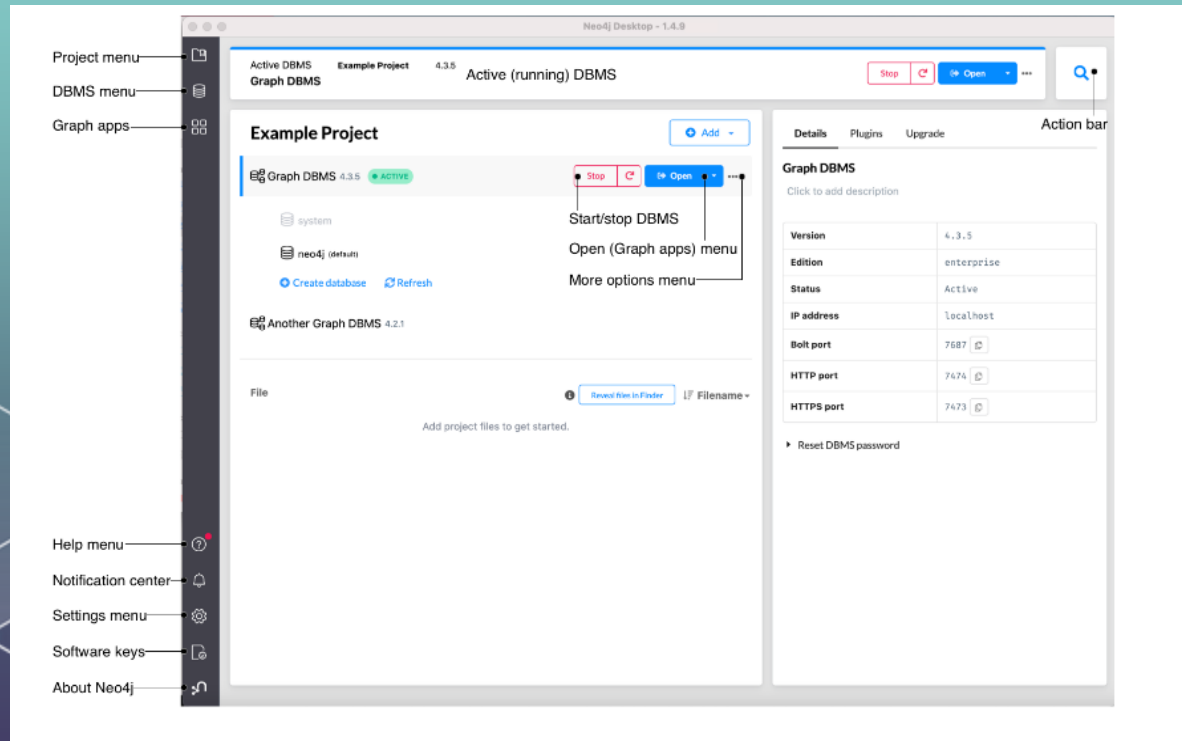 Neo4j Desktop - 1.4.9
Project menu
DBMS menu
Graph apps
Active DBMS Example Project 4.3.5
Graph DBMS
Active (running) DBMS
Stop
Open
Action bar
Example Project
Add
Graph DBMS 4.3.5 ACTIVE
Stop
Open
system
neo4j (default)
Create database Refresh
Start/stop DBMS
Open (Graph apps) menu
More options menu
Another Graph DBMS 4.2.1
File
Reveal files in Finder
Filename
Add project files to get started.
Details Plugins Upgrade
Graph DBMS
Click to add description
Version 4.3.5
Edition enterprise
Status Active
IP address localhost
Bolt port 7687
HTTP port 7474
HTTPS port 7473
Reset DBMS password
Help menu
Notification center
Settings menu
Software keys
About Neo4j